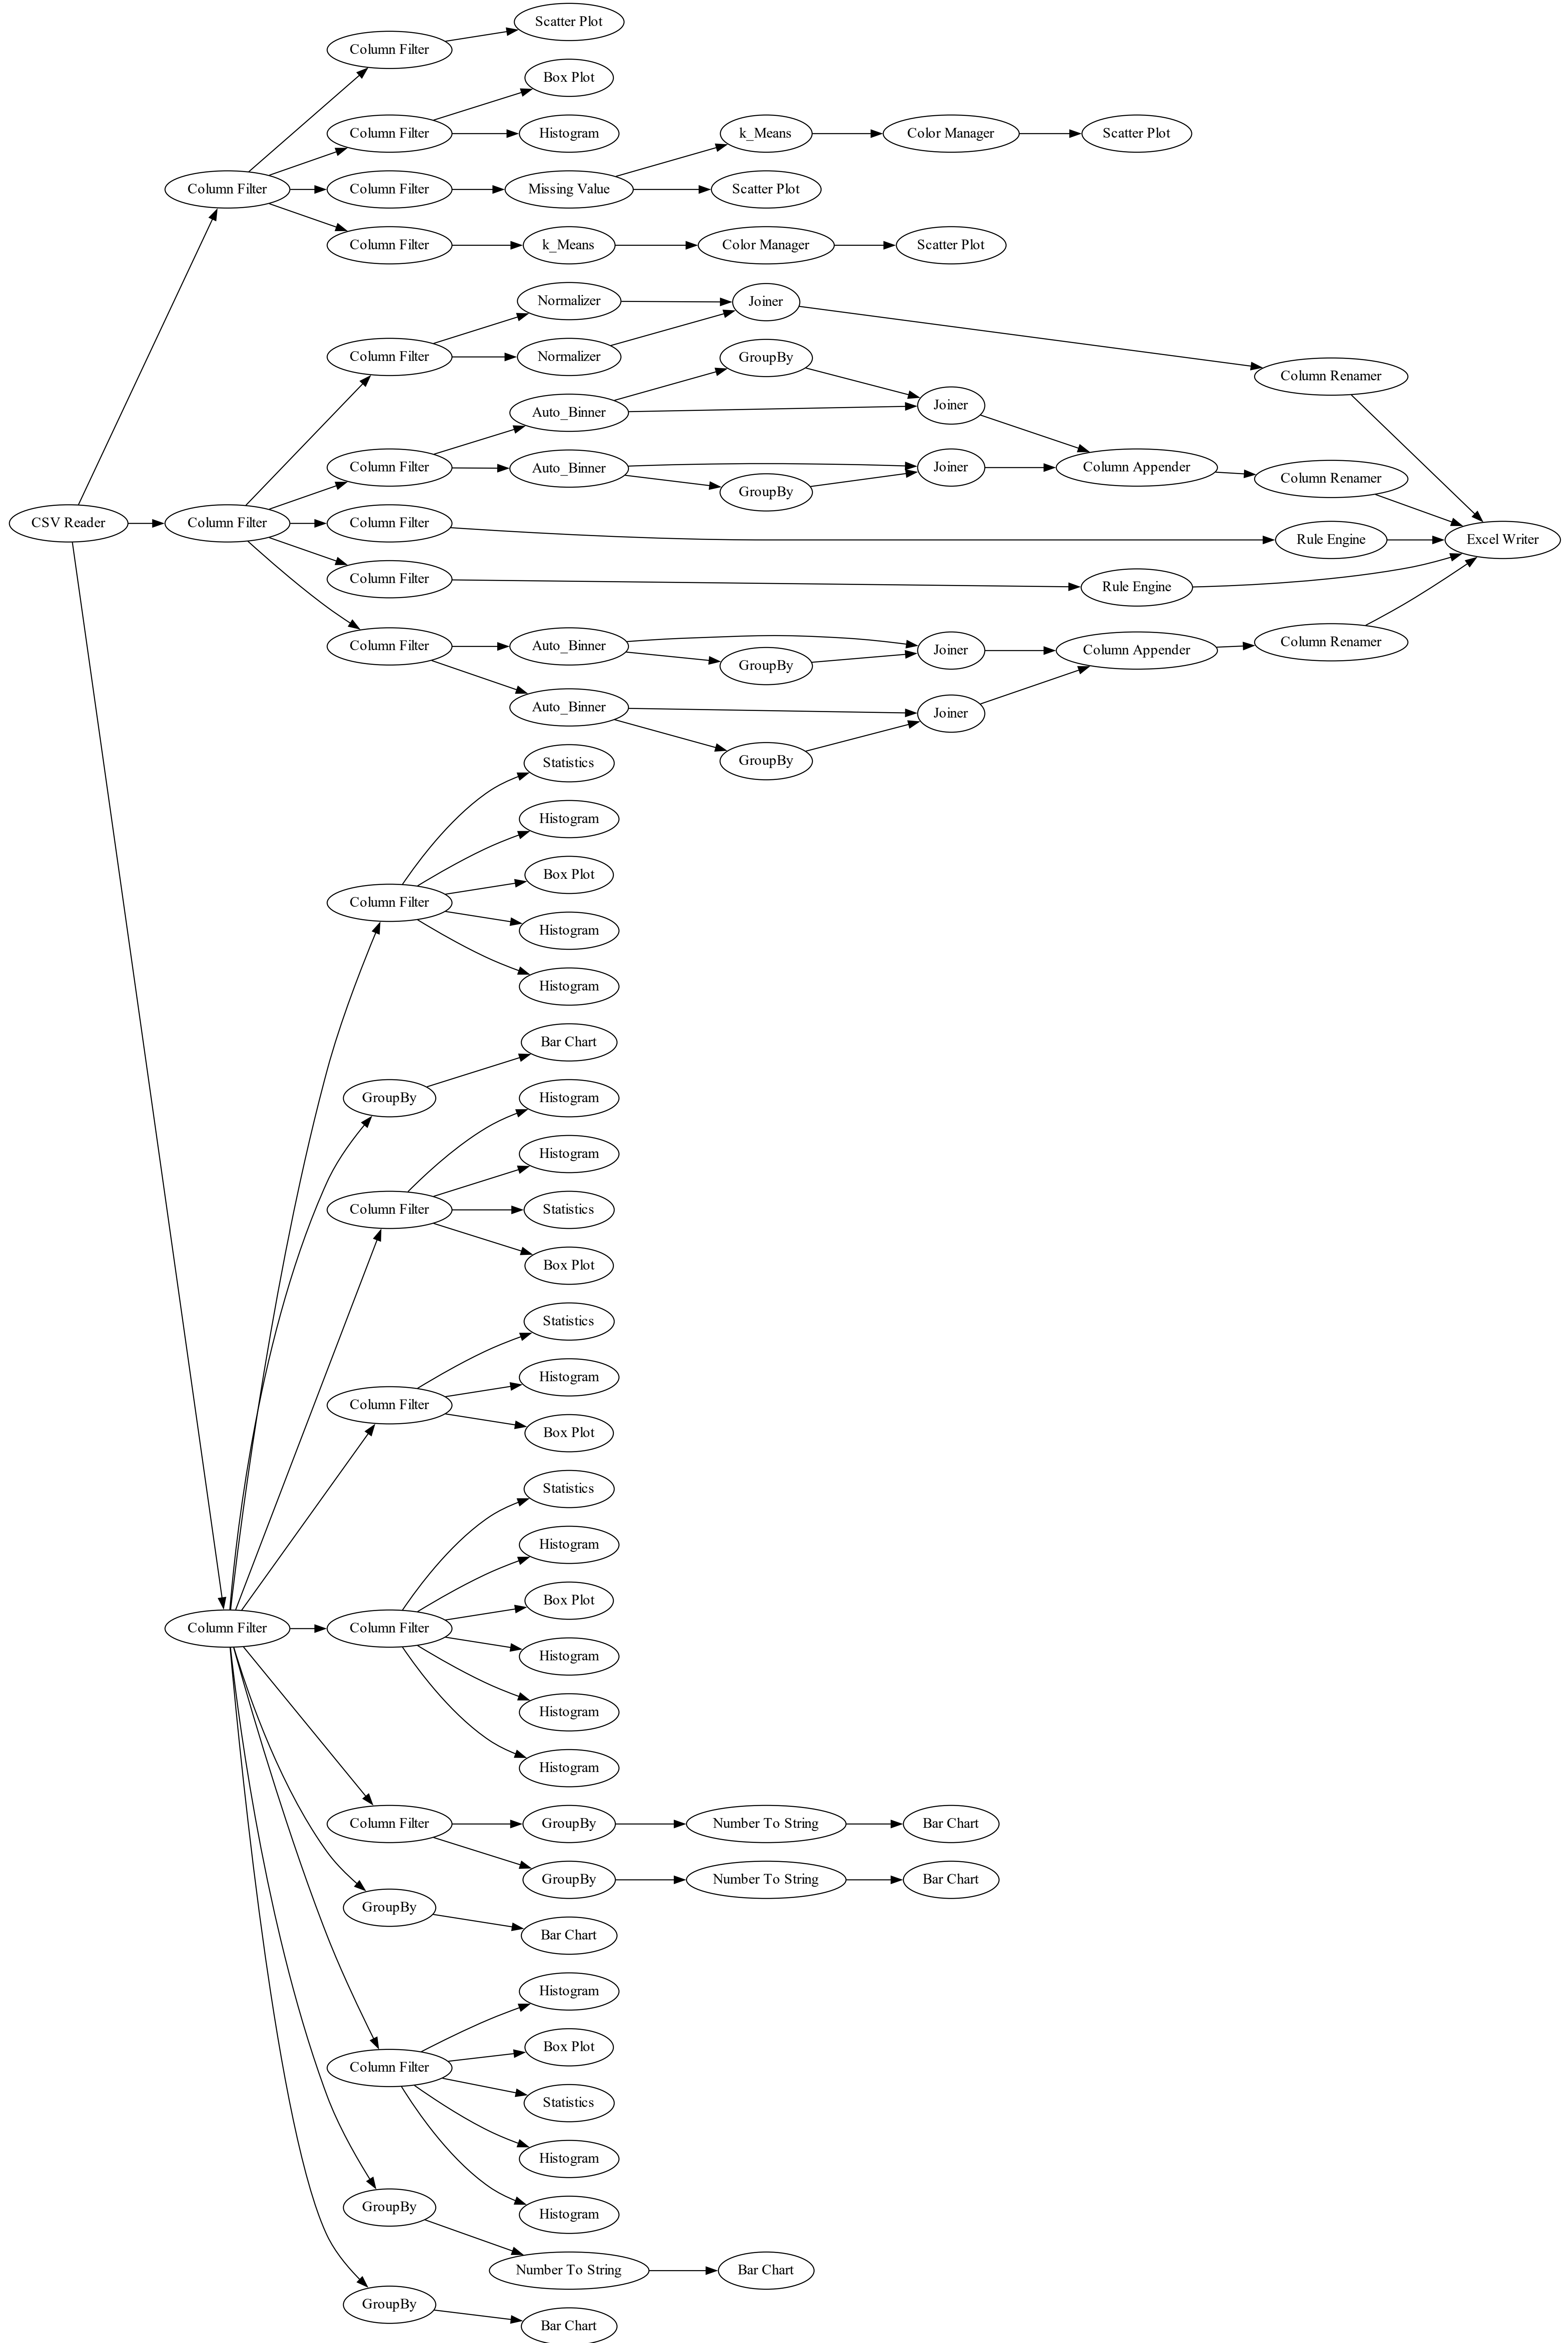 Scatter Plot
Column Filter
Box Plot
Column Filter
Histogram
k_Means
Color Manager
Scatter Plot
Column Filter
Column Filter
Missing Value
Scatter Plot
Column Filter
k_Means
Color Manager
Scatter Plot
Normalizer
Joiner
Column Filter
Normalizer
GroupBy
Column Renamer
Auto_Binner
Joiner
Column Filter
Auto_Binner
Joiner
Column Appender
Column Renamer
GroupBy
CSV Reader
Column Filter
Column Filter
Rule Engine
Excel Writer
Column Filter
Rule Engine
Column Filter
Auto_Binner
Joiner
Column Appender
Column Renamer
GroupBy
Auto_Binner
Joiner
GroupBy
Statistics
Histogram
Box Plot
Column Filter
Histogram
Histogram
Bar Chart
GroupBy
Histogram
Histogram
Column Filter
Statistics
Box Plot
Statistics
Histogram
Column Filter
Box Plot
Statistics
Histogram
Box Plot
Column Filter
Column Filter
Histogram
Histogram
Histogram
Column Filter
GroupBy
Number To String
Bar Chart
GroupBy
Number To String
Bar Chart
GroupBy
Bar Chart
Histogram
Box Plot
Column Filter
Statistics
Histogram
GroupBy
Histogram
Number To String
Bar Chart
GroupBy
Bar Chart